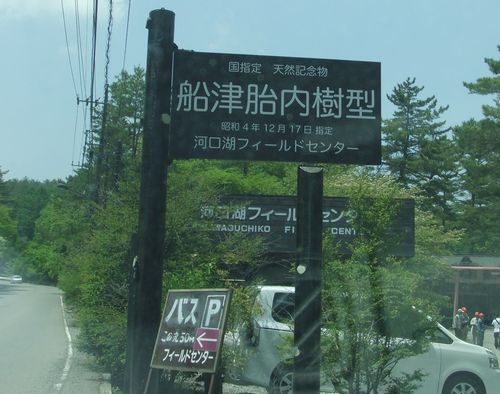 国指定 天然記念物
船津胎内樹型
昭和4年12月17日指定
河口湖フィールドセンター
河口湖フィールドセンタ
WAGUCHIKO FI CENT
バス P
この先50m
フィールドセンター